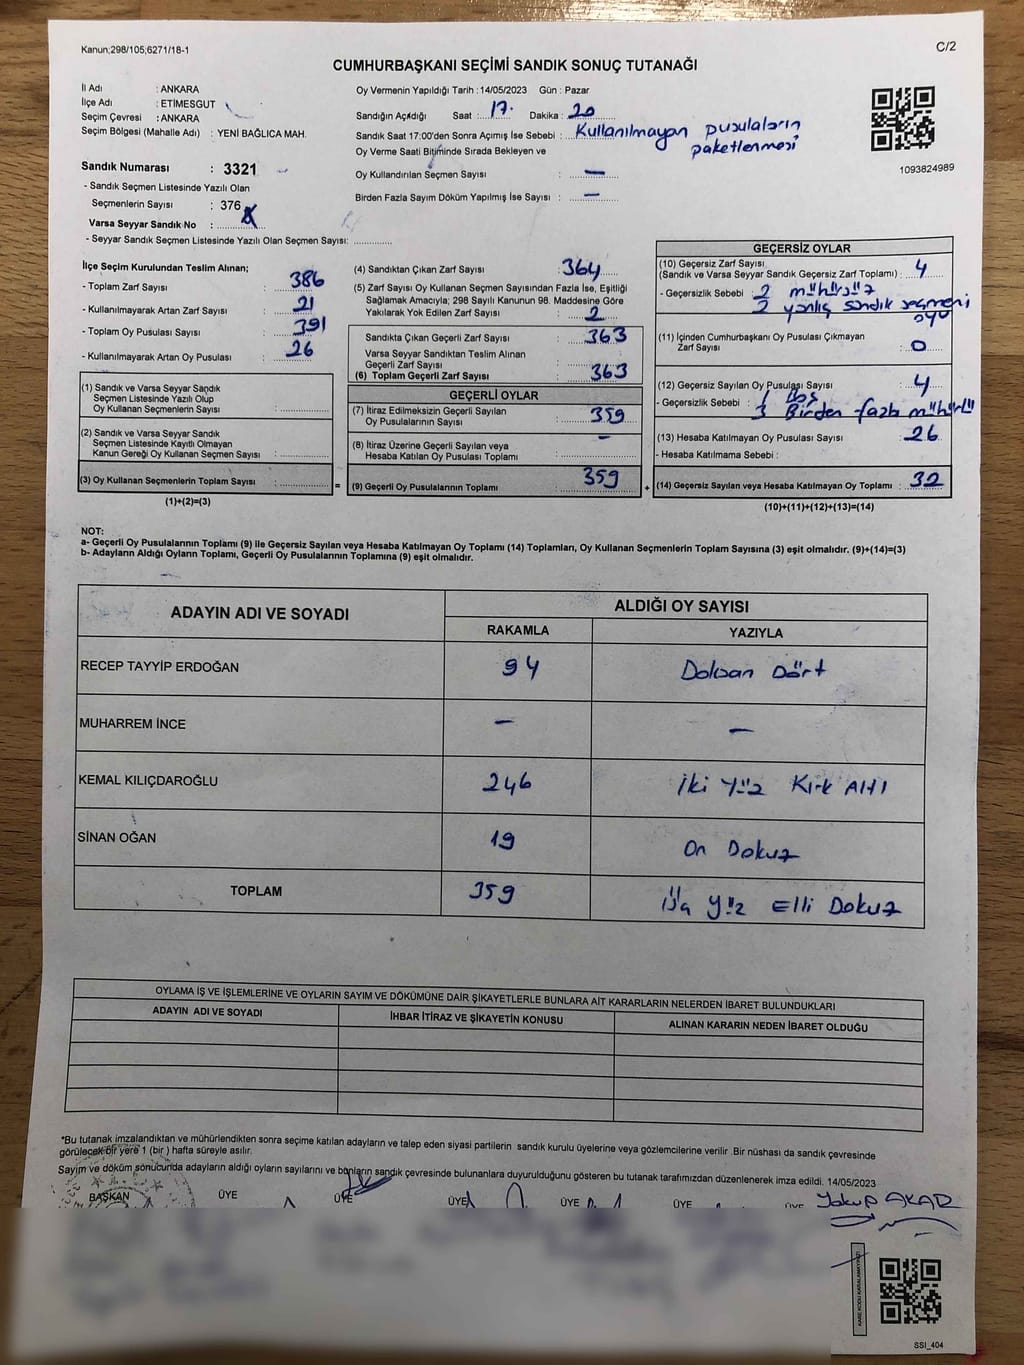 Kanun;298/105;6271/18-1
C/2
CUMHURBAŞKANI SEÇİMİ SANDIK SONUÇ TUTANAĞI
İl Adı : ANKARA
İlçe Adı : ETİMESGUT
Seçim Çevresi : ANKARA
Seçim Bölgesi (Mahalle Adı) : YENİ BAĞLICA MAH.
Sandık Numarası : 3321
- Sandık Seçmen Listesinde Yazılı Olan
Seçmenlerin Sayısı : 376
Varsa Seyyar Sandık No :
- Seyyar Sandık Seçmen Listesinde Yazılı Olan Seçmen Sayısı:
Oy Vermenin Yapıldığı Tarih :14/05/2023 Gün : Pazar
Sandığın Açıldığı Saat : 17. Dakika : 20
Sandık Saat 17:00'den Sonra Açımış İse Sebebi : Kullanılmayan pusulaların
paketlenmesi
Oy Verme Saati Bitiminde Sırada Bekleyen ve
Oy Kullandırılan Seçmen Sayısı : —
Birden Fazla Sayım Döküm Yapılmış İse Sayısı : —
1093824989
İlçe Seçim Kurulundan Teslim Alınan;
- Toplam Zarf Sayısı : 386
- Kullanılmayarak Artan Zarf Sayısı : 21
- Toplam Oy Pusulası Sayısı : 391
- Kullanılmayarak Artan Oy Pusulası : 26
(1) Sandık ve Varsa Seyyar Sandık
Seçmen Listesinde Yazılı Olup
Oy Kullanan Seçmenlerin Sayısı :
(2) Sandık ve Varsa Seyyar Sandık
Seçmen Listesinde Kayıtlı Olmayan
Kanun Gereği Oy Kullanan Seçmen Sayısı :
(3) Oy Kullanan Seçmenlerin Toplam Sayısı :
(1)+(2)=(3)
=
(4) Sandıktan Çıkan Zarf Sayısı : 364
(5) Zarf Sayısı Oy Kullanan Seçmen Sayısından Fazla İse, Eşitliği
Sağlamak Amacıyla; 298 Sayılı Kanunun 98. Maddesine Göre
Yakılarak Yok Edilen Zarf Sayısı : 2
Sandıkta Çıkan Geçerli Zarf Sayısı : 363
Varsa Seyyar Sandıktan Teslim Alınan
Geçerli Zarf Sayısı :
(6) Toplam Geçerli Zarf Sayısı : 363
GEÇERLİ OYLAR
(7) İtiraz Edilmeksizin Geçerli Sayılan
Oy Pusulalarının Sayısı : 359
(8) İtiraz Üzerine Geçerli Sayılan veya
Hesaba Katılan Oy Pusulası Toplamı : —
(9) Geçerli Oy Pusulalarının Toplamı : 359
+
GEÇERSİZ OYLAR
(10) Geçersiz Zarf Sayısı
(Sandık ve Varsa Seyyar Sandık Geçersiz Zarf Toplamı) : 4
- Geçersizlik Sebebi : 2 mühürsüz
2 yanlış sandık seçmeni
oyu
(11) İçinden Cumhurbaşkanı Oy Pusulası Çıkmayan
Zarf Sayısı : 0
(12) Geçersiz Sayılan Oy Pusulası Sayısı : 4
- Geçersizlik Sebebi : 1 Boş
3 Birden fazla mühürlü
(13) Hesaba Katılmayan Oy Pusulası Sayısı : 26
- Hesaba Katılmama Sebebi :
(14) Geçersiz Sayılan veya Hesaba Katılmayan Oy Toplamı : 32
(10)+(11)+(12)+(13)=(14)
NOT:
a- Geçerli Oy Pusulalarının Toplamı (9) ile Geçersiz Sayılan veya Hesaba Katılmayan Oy Toplamı (14) Toplamları, Oy Kullanan Seçmenlerin Toplam Sayısına (3) eşit olmalıdır. (9)+(14)=(3)
b- Adayların Aldığı Oyların Toplamı, Geçerli Oy Pusulalarının Toplamına (9) eşit olmalıdır.
ADAYIN ADI VE SOYADI
ALDIĞI OY SAYISI
RAKAMLA YAZIYLA
RECEP TAYYİP ERDOĞAN 94 Doksan Dört
MUHARREM İNCE — —
KEMAL KILIÇDAROĞLU 246 İki Yüz Kırk Altı
SİNAN OĞAN 19 On Dokuz
TOPLAM 359 Üç Yüz Elli Dokuz
OYLAMA İŞ VE İŞLEMLERİNE VE OYLARIN SAYIM VE DÖKÜMÜNE DAİR ŞİKAYETLERLE BUNLARA AİT KARARLARIN NELERDEN İBARET BULUNDUKLARI
ADAYIN ADI VE SOYADI İHBAR İTİRAZ VE ŞİKAYETİN KONUSU ALINAN KARARIN NEDEN İBARET OLDUĞU
*Bu tutanak imzalandıktan ve mühürlendikten sonra seçime katılan adayların ve talep eden siyasi partilerin sandık kurulu üyelerine veya gözlemcilerine verilir .Bir nüshası da sandık çevresinde
görülecek bir yere 1 (bir ) hafta süreyle asılır.
Sayım ve döküm sonucunda adayların aldığı oyların sayılarını ve bonların sandık çevresinde bulunanlara duyurulduğunu gösteren bu tutanak tarafımızdan düzenlenerek imza edildi. 14/05/2023
BAŞKAN ÜYE ÜYE ÜYE ÜYE ÜYE ÜYE Yakup AKAR
SSI_404